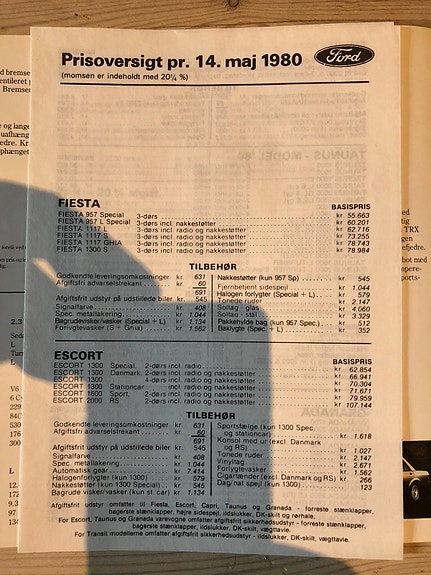 Prisoversigt pr. 14. maj 1980
Ford
(momsen er indeholdt med 20¼ %)
FIESTA
BASISPRIS
FIESTA 957 Special 3-dørs kr 55.663
FIESTA 957 L Special 3-dørs incl. nakkestøtter kr 60.201
FIESTA 1117 L 3-dørs incl. radio og nakkestøtter kr 62.716
FIESTA 1117 S 3-dørs incl. radio og nakkestøtter kr 73.255
FIESTA 1117 GHIA 3-dørs incl. radio og nakkestøtter kr 78.743
FIESTA 1300 S 3-dørs incl. radio og nakkestøtter kr 78.984
TILBEHØR
Godkendte leveringsomkostninger kr 631
Afgiftsfri advarselstrekant kr 60
691
Afgiftsfrit udstyr på udstillede biler kr 545
Signalfarve kr 408
Spec. metallakering kr 1.044
Bagrudevisker/vasker (Special + L) kr 1.134
Forlygtevasker (S + Ghia) kr 1.562
Nakkestøtter (kun 957 Sp) kr 545
Fjernbetjent sidespejl kr 1.044
Halogen forlygter (Special + L) kr 579
Tonede ruder kr 2.147
Soltag - glas kr 4.060
Soltag - stål kr 3.329
Pakkehylde bag (kun 957 Spec.) kr 512
Baklygte (Spec. + L) kr 352
ESCORT
BASISPRIS
ESCORT 1300 Special, 2-dørs incl. radio kr 62.854
ESCORT 1300 Danmark, 2-dørs incl. radio og nakkestøtter kr 66.941
ESCORT 1300 4-dørs incl. radio og nakkestøtter kr 70.304
ESCORT 1300 Stationcar, incl. radio og nakkestøtter kr 71.671
ESCORT 1600 Sport, 2-dørs incl. radio og nakkestøtter kr 79.959
ESCORT 2000 RS 2-dørs incl. radio og nakkestøtter kr 107.144
TILBEHØR
Godkendte leveringsomkostninger kr 631
Afgiftsfri advarselstrekant kr 60
691
Afgiftsfrit udstyr på udstillede biler kr 545
Signalfarve kr 408
Spec. metallakering kr 1.044
Automatisk gear kr 7.414
Halogenforlygter (kun 1300) kr 579
Nakkestøtter (kun 1300 Special) kr 545
Bagrude visker/vasker (kun st. car) kr 1.134
Sportsfælge (kun 1300 Spec.
og stationcar) kr 1.618
Konsol med ur (excl. Danmark
og RS) kr 1.027
Tonede ruder kr 2.147
Vinyltag kr 2.671
Forlygtevasker kr 1.562
Cigartænder (excl. Danmark og RS) kr 266
Dag/nat spejl (kun 1300) 123
Afgiftsfrit udstyr omfatter til Fiesta, Escort, Capri, Taunus og Granada - forreste stænklapper,
bagerste stænklapper, højre sidespejl, ildslukker, DK-skilt og rørhale.
For Escort, Taunus og Granada varevogne omfatter afgiftsfrit sikkerhedsudstyr - forreste stænklapper,
bagerste stænklapper, ildslukker, DK-skilt, vægttavle.
For Transit modellerne omfatter afgiftsfrit sikkerhedsudstyr - ildslukker, DK-skilt, vægttavle.